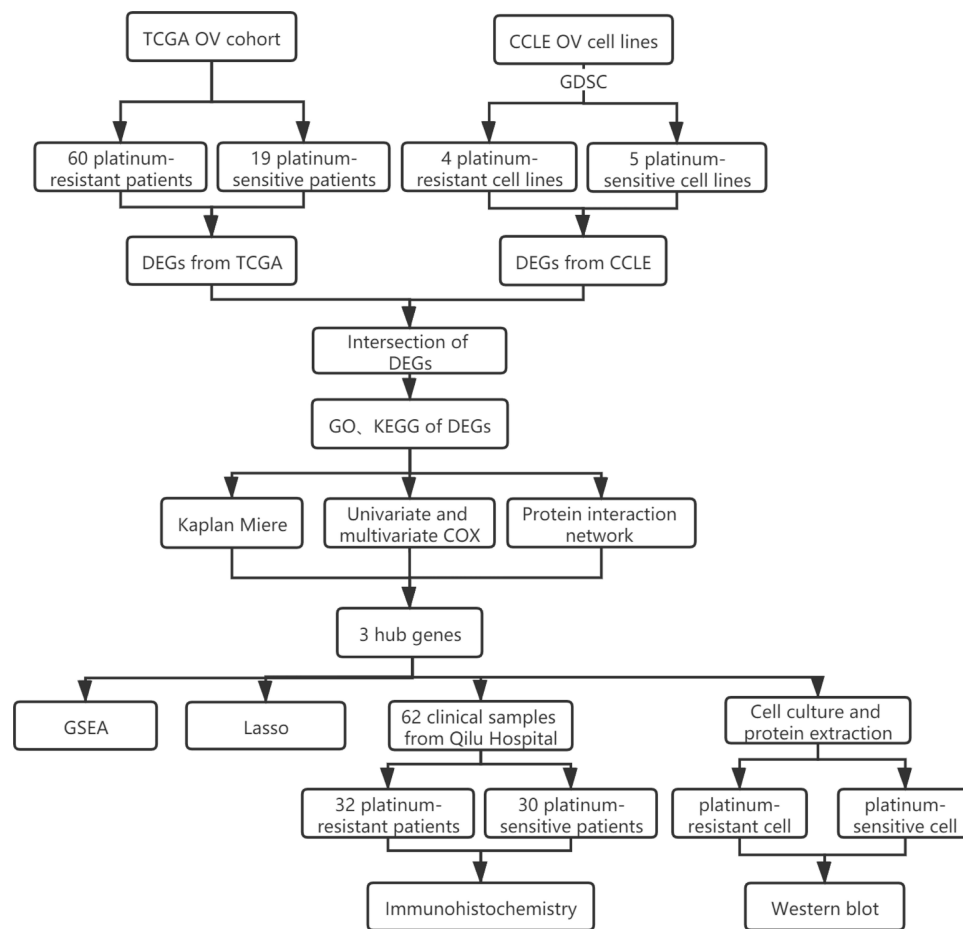 TCGA OV cohort
CCLE OV cell lines
GDSC
60 platinum-
resistant patients
19 platinum-
sensitive patients
4 platinum-
resistant cell lines
5 platinum-
sensitive cell lines
DEGs from TCGA
DEGs from CCLE
Intersection of
DEGs
GO、KEGG of DEGs
Kaplan Miere
Univariate and
multivariate COX
Protein interaction
network
3 hub genes
GSEA
Lasso
62 clinical samples
from Qilu Hospital
Cell culture and
protein extraction
32 platinum-
resistant patients
30 platinum-
sensitive patients
platinum-
resistant cell
platinum-
sensitive cell
Immunohistochemistry
Western blot